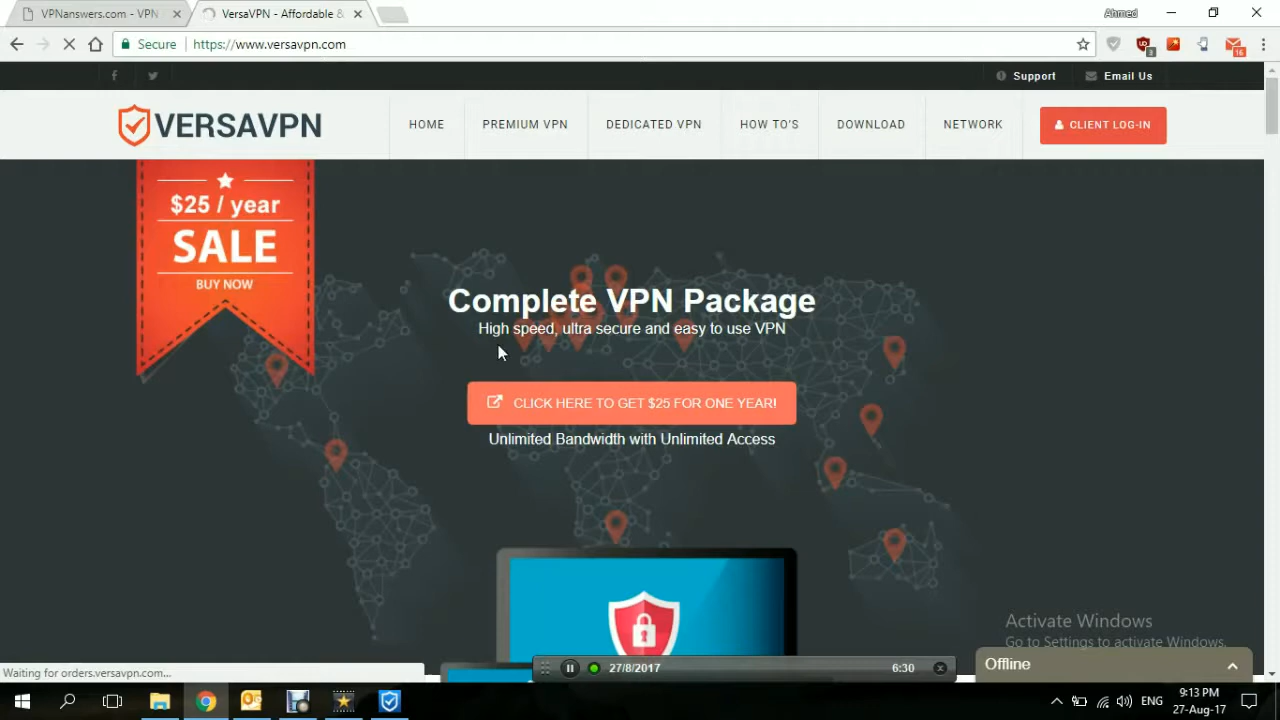 VPNanswers.com - VPN
VersaVPN - Affordable &
Ahmed
Secure
https://www.versavpn.com
3
16
Support
Email Us
VERSAVPN
HOME
PREMIUM VPN
DEDICATED VPN
HOW TO'S
DOWNLOAD
NETWORK
CLIENT LOG-IN
$25 / year
SALE
BUY NOW
Complete VPN Package
High speed, ultra secure and easy to use VPN
CLICK HERE TO GET $25 FOR ONE YEAR!
Unlimited Bandwidth with Unlimited Access
Activate Windows
Go to Settings to activate Windows.
Offline
Waiting for orders.versavpn.com...
27/8/2017
6:30
ENG
9:13 PM
27-Aug-17